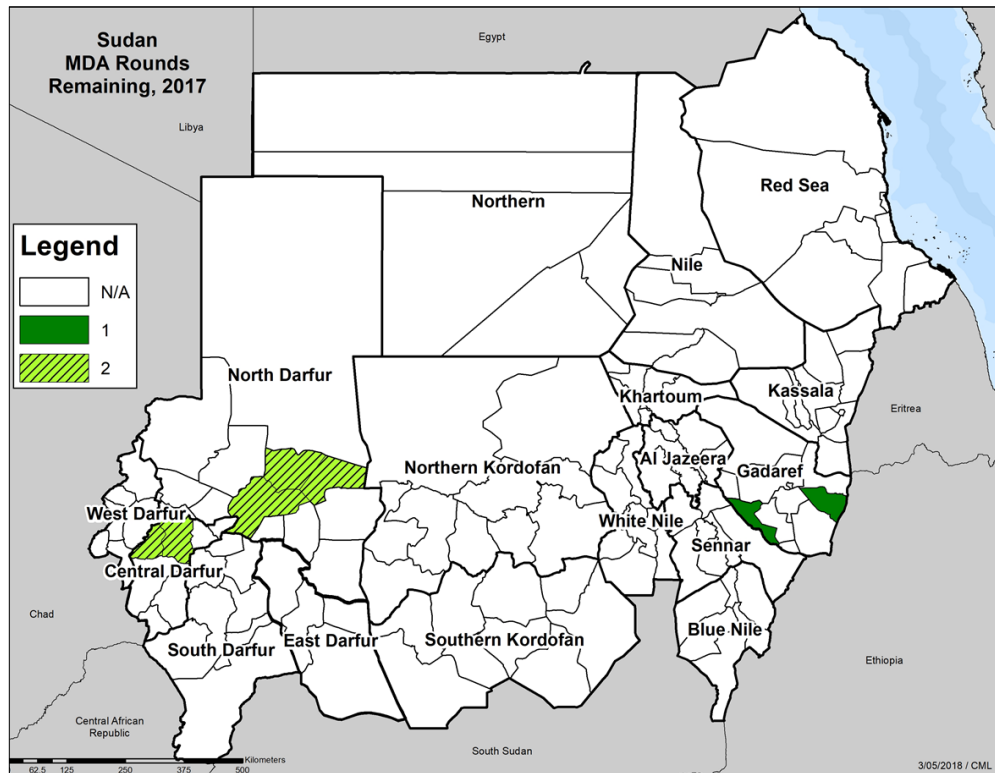 Sudan
MDA Rounds
Remaining, 2017
Egypt
Libya
Red Sea
Northern
Legend
N/A
1
2
Nile
North Darfur
Khartoum
Kassala
Eritrea
Northern Kordofan
Al Jazeera
Gadaref
West Darfur
White Nile
Sennar
Central Darfur
Chad
South Darfur
East Darfur
Southern Kordofan
Blue Nile
Ethiopia
Central African
Republic
South Sudan
Kilometers
62.5 125 250 375 500
3/05/2018 / CML